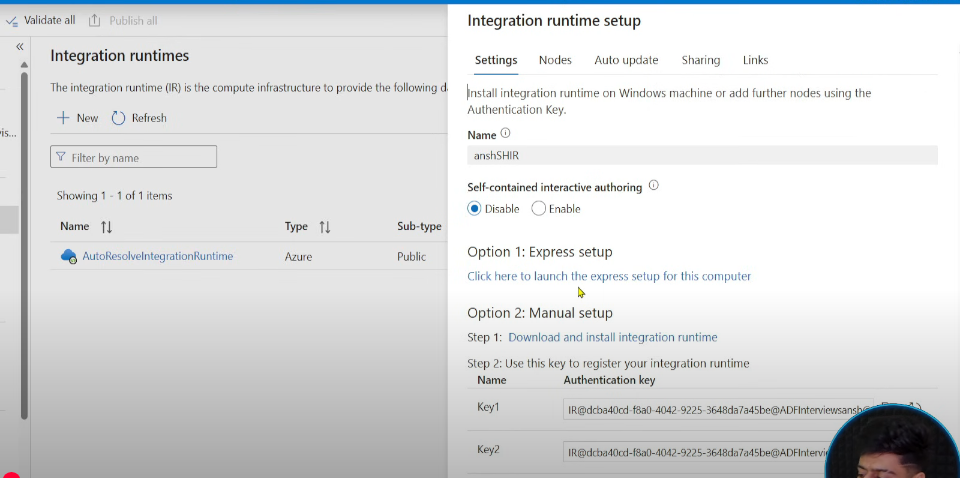 Validate all
Publish all
Integration runtimes
The integration runtime (IR) is the compute infrastructure to provide the following
New
Refresh
Filter by name
Showing 1 - 1 of 1 items
Name
Type
Sub-type
AutoResolveIntegrationRuntime
Azure
Public
Integration runtime setup
Settings
Nodes
Auto update
Sharing
Links
Install integration runtime on Windows machine or add further nodes using the
Authentication Key.
Name
anshSHIR
Self-contained interactive authoring
Disable
Enable
Option 1: Express setup
Click here to launch the express setup for this computer
Option 2: Manual setup
Step 1: Download and install integration runtime
Step 2: Use this key to register your integration runtime
Name
Authentication key
Key1
IR@dcba40cd-f8a0-4042-9225-3648da7a45be@ADFInterviewsansh@
Key2
IR@dcba40cd-f8a0-4042-9225-3648da7a45be@ADFIntervie